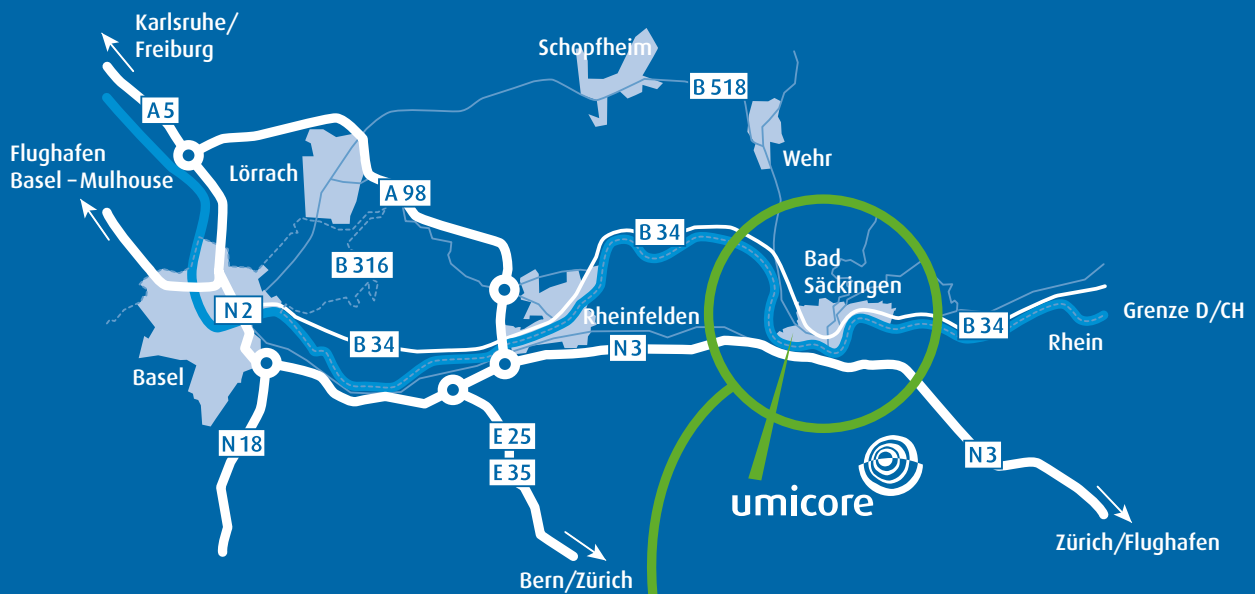 Karlsruhe/
Freiburg
Schopfheim
B 518
A 5
Flughafen
Basel – Mulhouse
Lörrach
Wehr
A 98
B 34
B 316
Bad
Säckingen
N 2
Rheinfelden
Grenze D/CH
B 34
B 34
Rhein
N 3
Basel
N 18
E 25
E 35
N 3
umicore
Zürich/Flughafen
Bern/Zürich